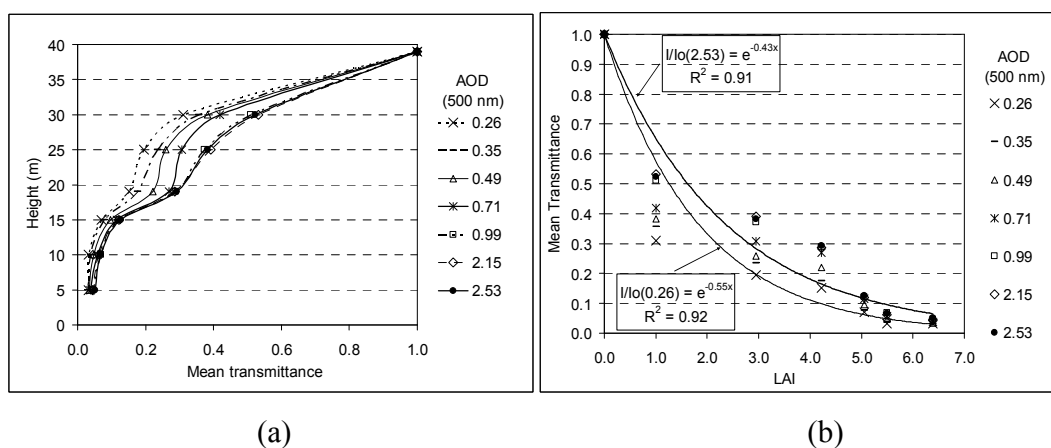 40
35
30
25
20
15
10
5
0
Height (m)
0.0 0.2 0.4 0.6 0.8 1.0
Mean transmittance
AOD
(500 nm)
0.26
0.35
0.49
0.71
0.99
2.15
2.53
(a)
1.0
0.9
0.8
0.7
0.6
0.5
0.4
0.3
0.2
0.1
0.0
Mean Transmittance
I/Io(2.53) = e^-0.43x
R² = 0.91
I/Io(0.26) = e^-0.55x
R² = 0.92
0.0 1.0 2.0 3.0 4.0 5.0 6.0 7.0
LAI
AOD
(500 nm)
0.26
0.35
0.49
0.71
0.99
2.15
2.53
(b)